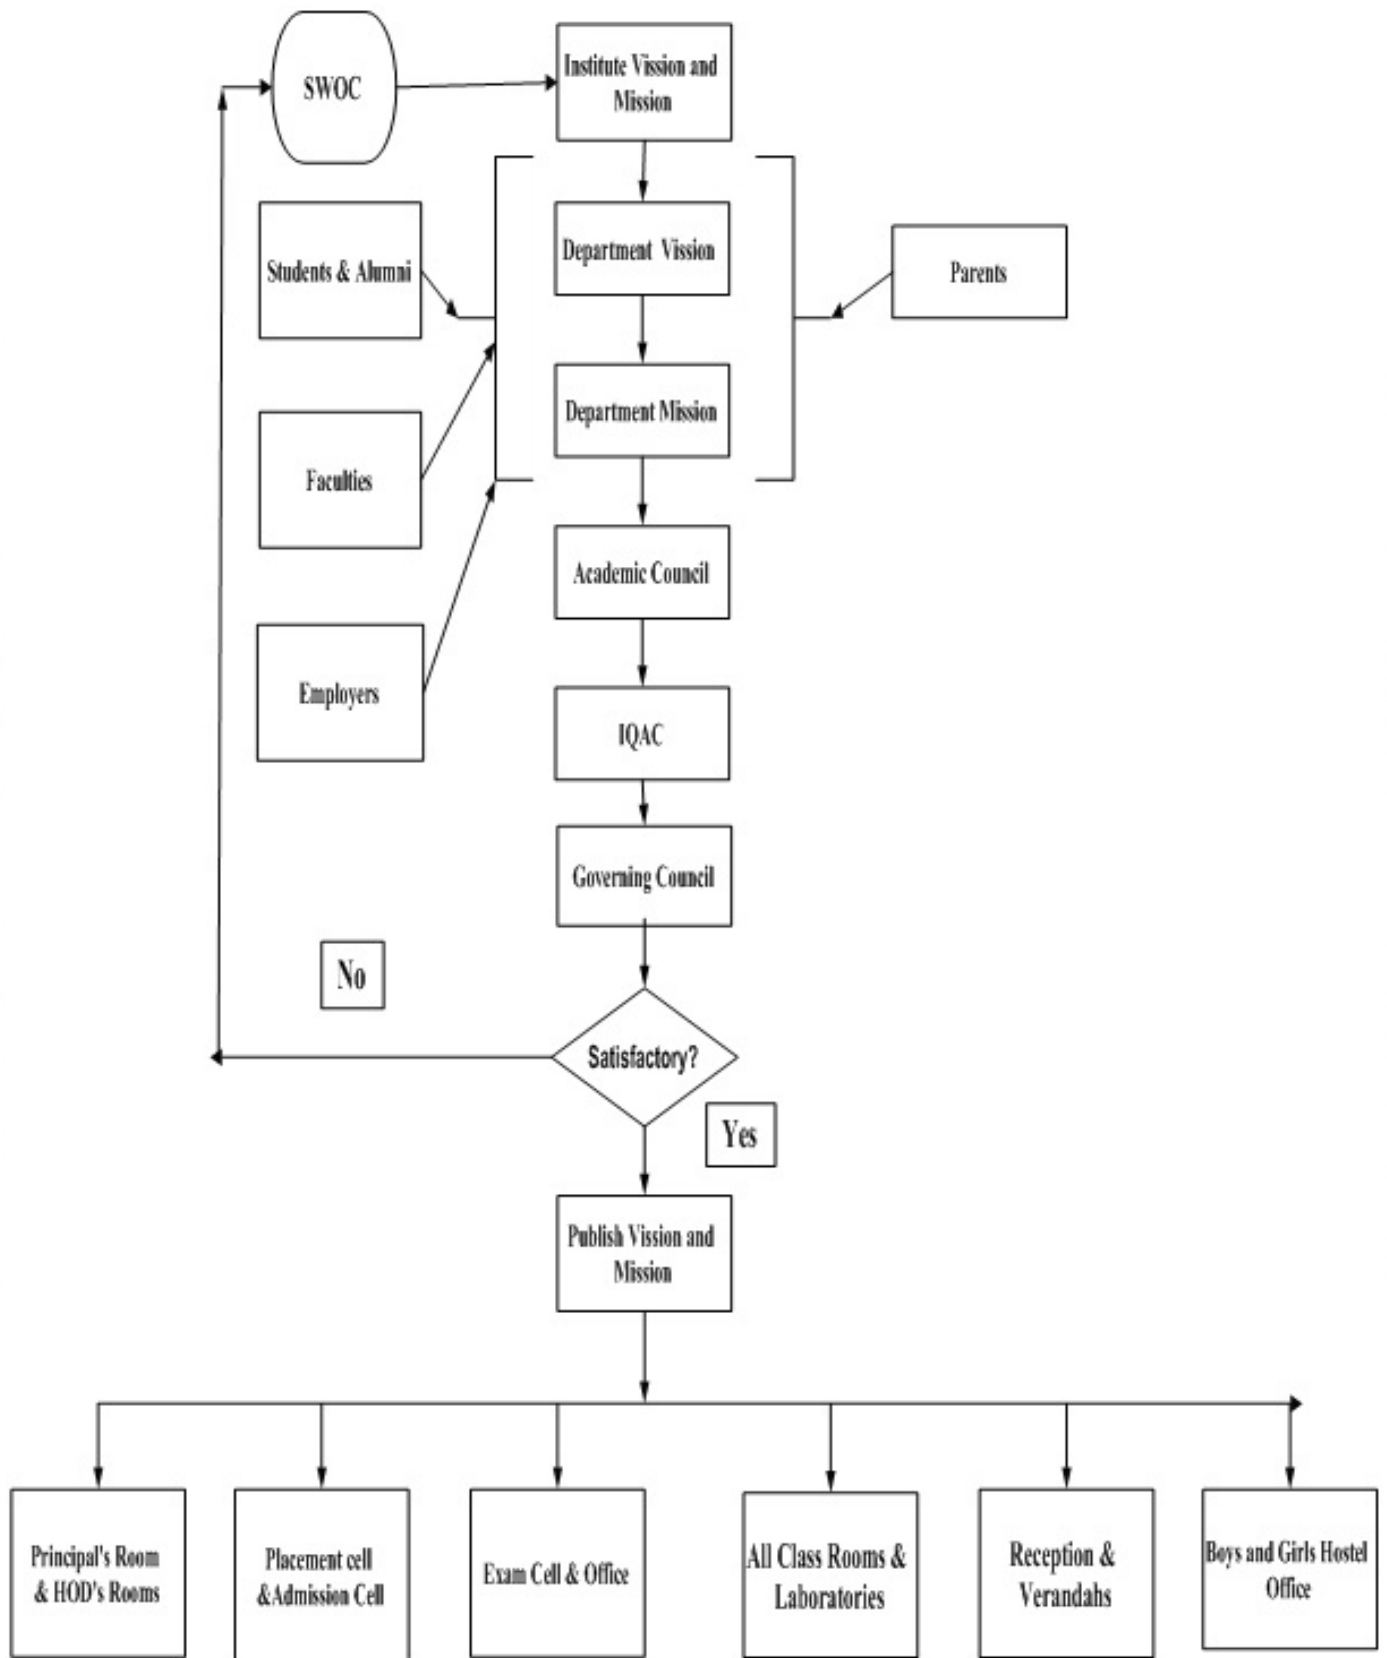 SWOC
Institute Vission and
Mission
Students & Alumni
Department Vission
Parents
Department Mission
Faculties
Academic Council
Employers
IQAC
Governing Council
No
Satisfactory?
Yes
Publish Vission and
Mission
Principal's Room
& HOD's Rooms
Placement cell
&Admission Cell
Exam Cell & Office
All Class Rooms &
Laboratories
Reception &
Verandahs
Boys and Girls Hostel
Office